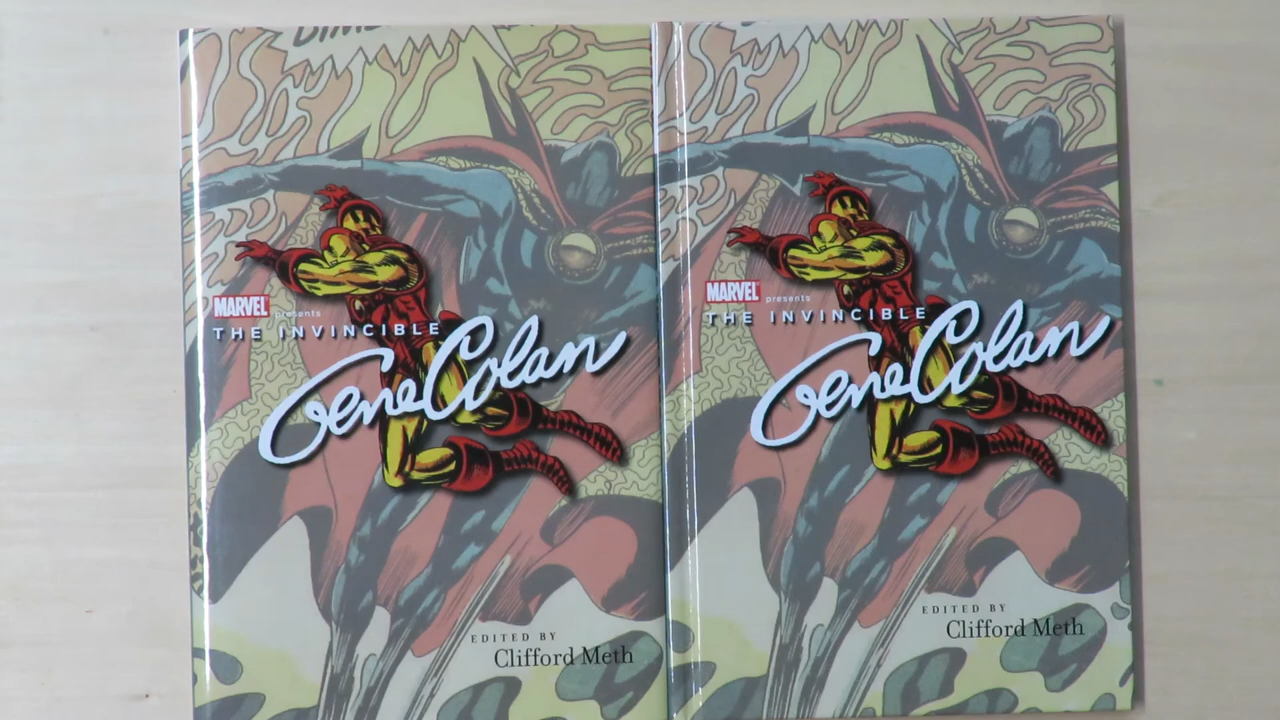 MARVEL presents
THE INVINCIBLE
Gene Colan
EDITED BY
Clifford Meth
MARVEL presents
THE INVINCIBLE
Gene Colan
EDITED BY
Clifford Meth